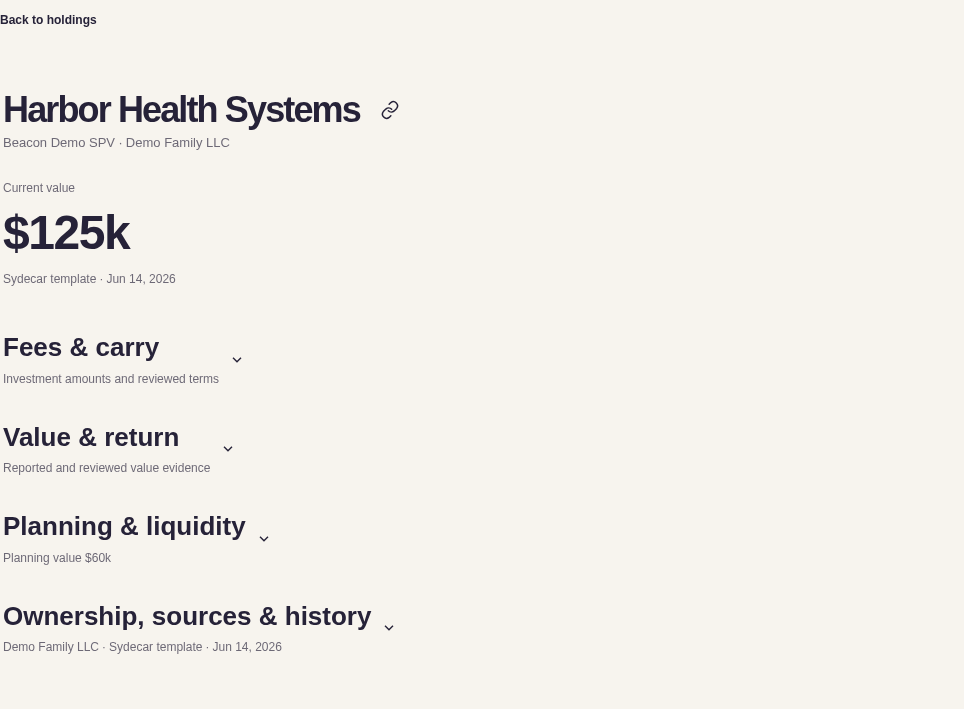 Back to holdings
Harbor Health Systems
Beacon Demo SPV · Demo Family LLC
Current value
$125k
Sydecar template · Jun 14, 2026
Fees & carry
Investment amounts and reviewed terms
Value & return
Reported and reviewed value evidence
Planning & liquidity
Planning value $60k
Ownership, sources & history
Demo Family LLC · Sydecar template · Jun 14, 2026